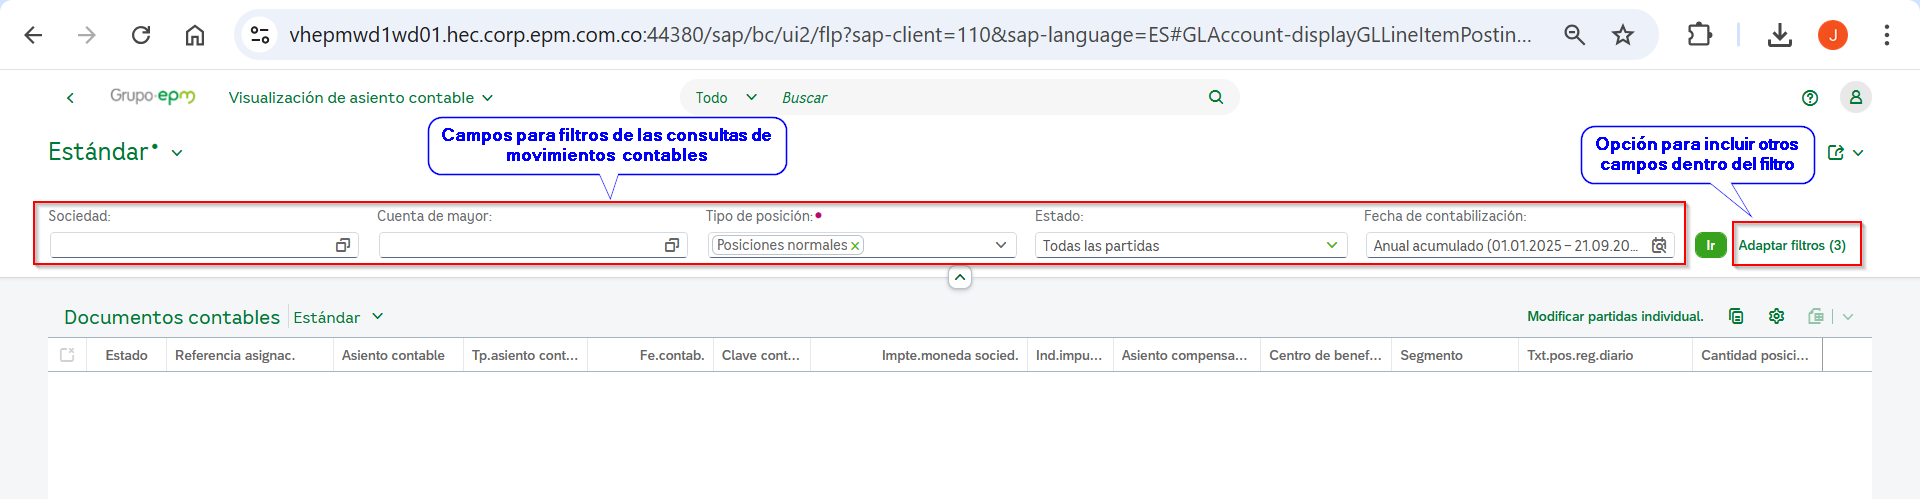 vhepmwd1wd01.hec.corp.epm.com.co:44380/sap/bc/ui2/flp?sap-client=110&sap-language=ES#GLAccount-displayGLLineItemPostin...
J
Grupo·epm
Visualización de asiento contable
Todo
Buscar
Campos para filtros de las consultas de
movimientos contables
Opción para incluir otros
campos dentro del filtro
Estándar*
Sociedad:
Cuenta de mayor:
Tipo de posición:
Estado:
Fecha de contabilización:
Posiciones normales
Todas las partidas
Anual acumulado (01.01.2025 – 21.09.20...
Ir
Adaptar filtros (3)
Documentos contables
Estándar
Modificar partidas individual.
Estado
Referencia asignac.
Asiento contable
Tp.asiento cont...
Fe.contab.
Clave cont...
Impte.moneda socied.
Ind.impu...
Asiento compensa...
Centro de benef...
Segmento
Txt.pos.reg.diario
Cantidad posici...